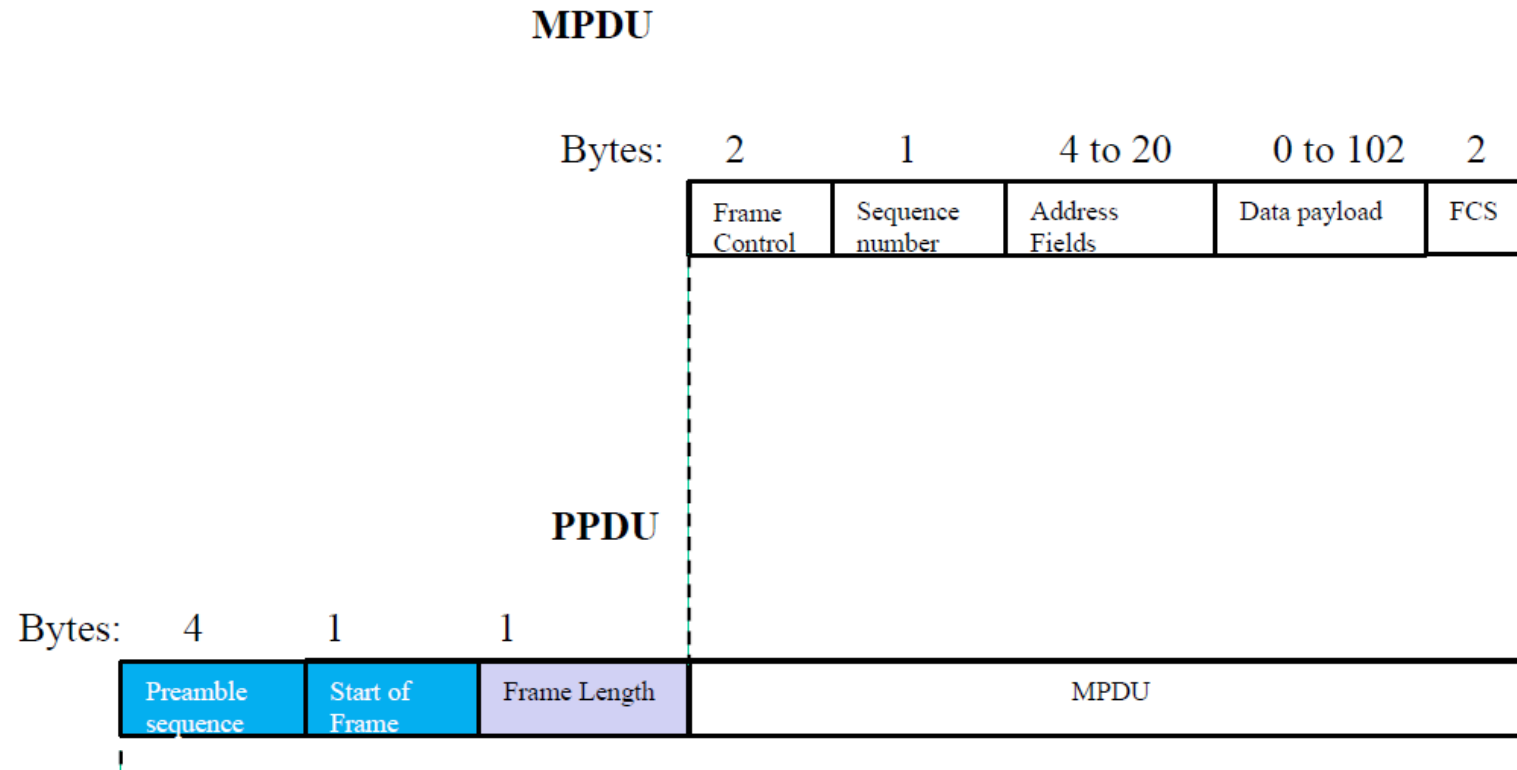 MPDU
Bytes: 2 1 4 to 20 0 to 102 2
Frame Control
Sequence number
Address Fields
Data payload
FCS
PPDU
Bytes: 4 1 1
Preamble sequence
Start of Frame
Frame Length
MPDU